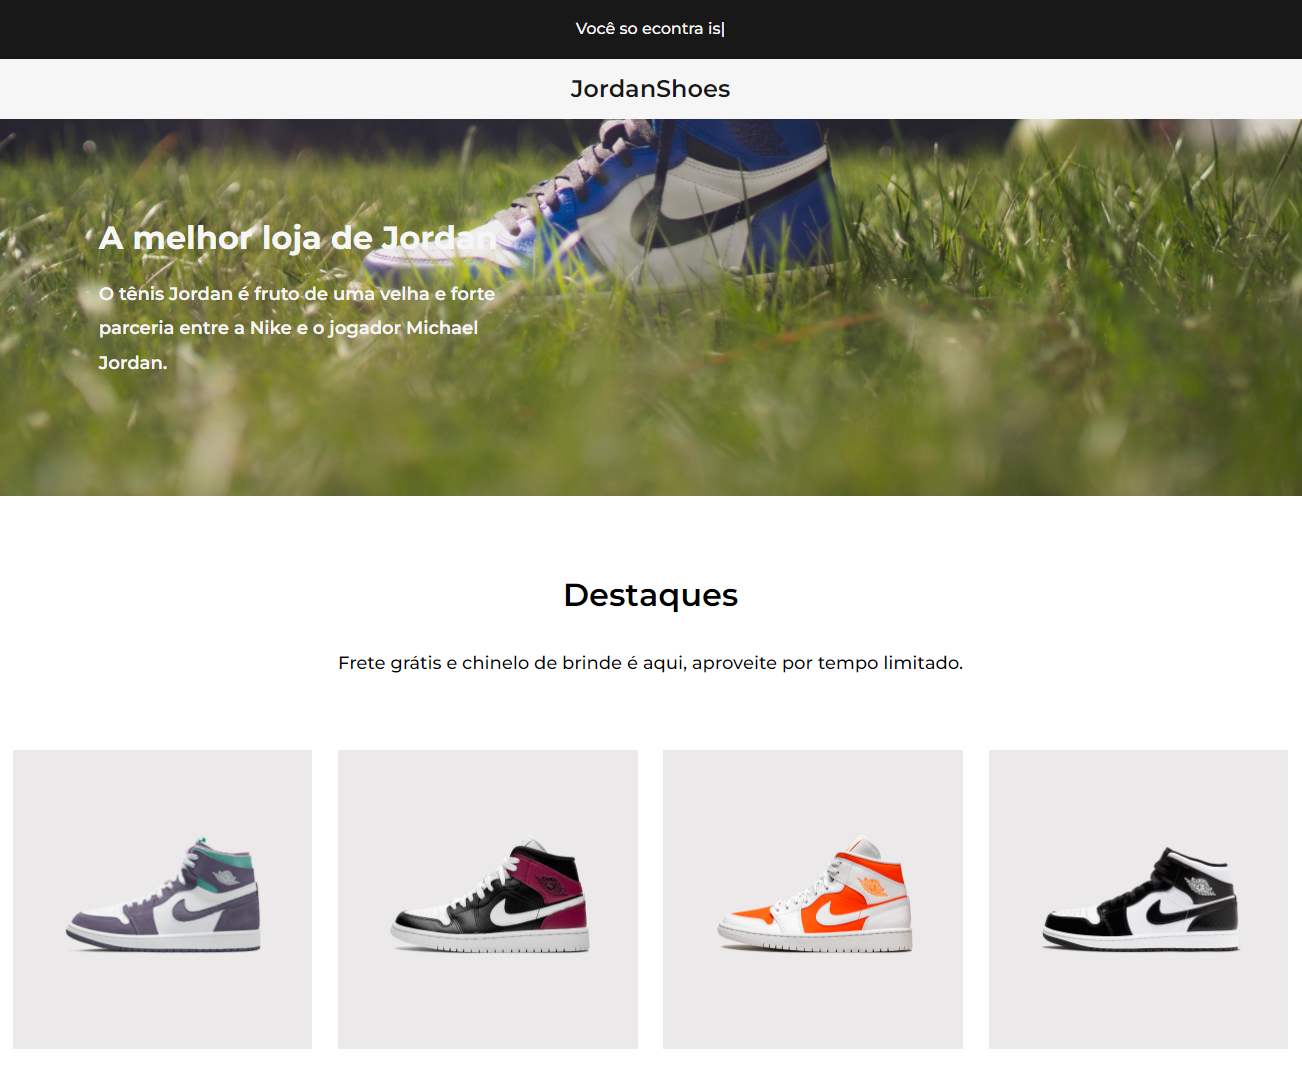 Você so econtra is|
JordanShoes
A melhor loja de Jordan
O tênis Jordan é fruto de uma velha e forte
parceria entre a Nike e o jogador Michael
Jordan.
Destaques
Frete grátis e chinelo de brinde é aqui, aproveite por tempo limitado.